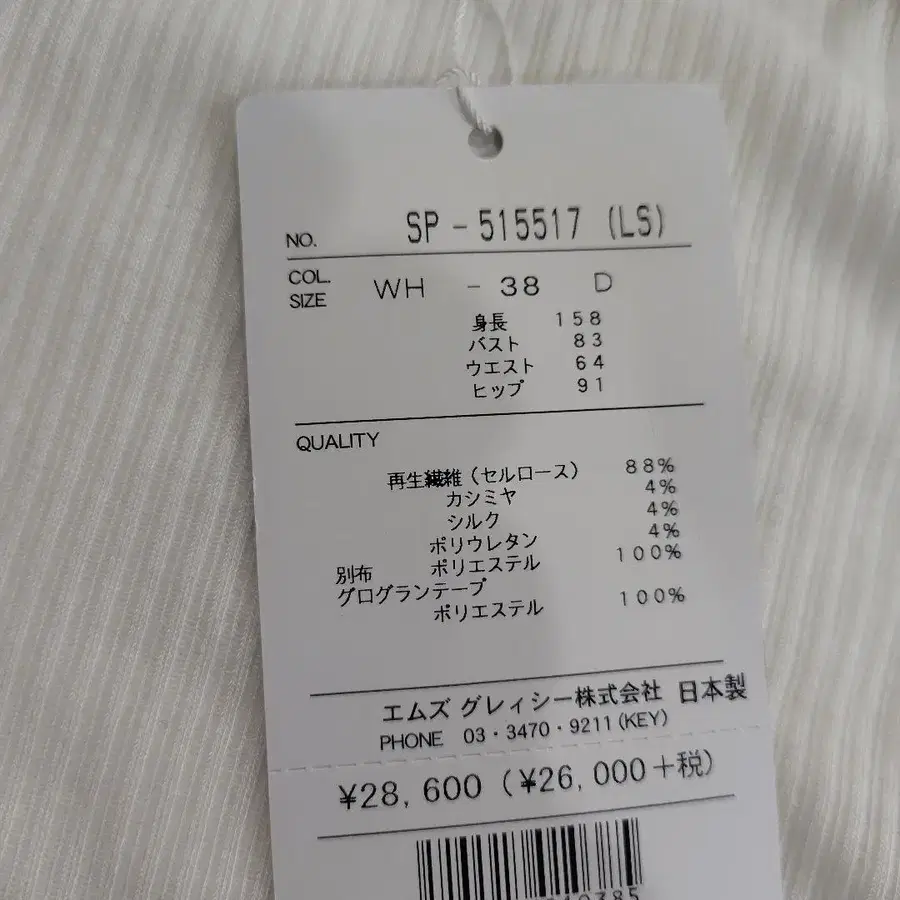 NO. SP - 515517 (LS)
COL.
SIZE WH - 38 D
身長 158
バスト 83
ウエスト 64
ヒップ 91
QUALITY
再生繊維(セルロース) 88%
カシミヤ 4%
シルク 4%
ポリウレタン 4%
別布 ポリエステル 100%
グログランテープ
ポリエステル 100%
エムズ グレィシー株式会社 日本製
PHONE 03・3470・9211(KEY)
¥28,600 (¥26,000+税)